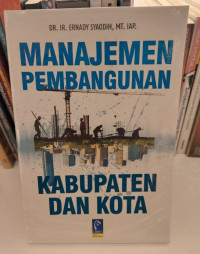 DR. IR. ERNADY SYAODIH, MT. IAP.
MANAJEMEN
PEMBANGUNAN
KABUPATEN
DAN KOTA